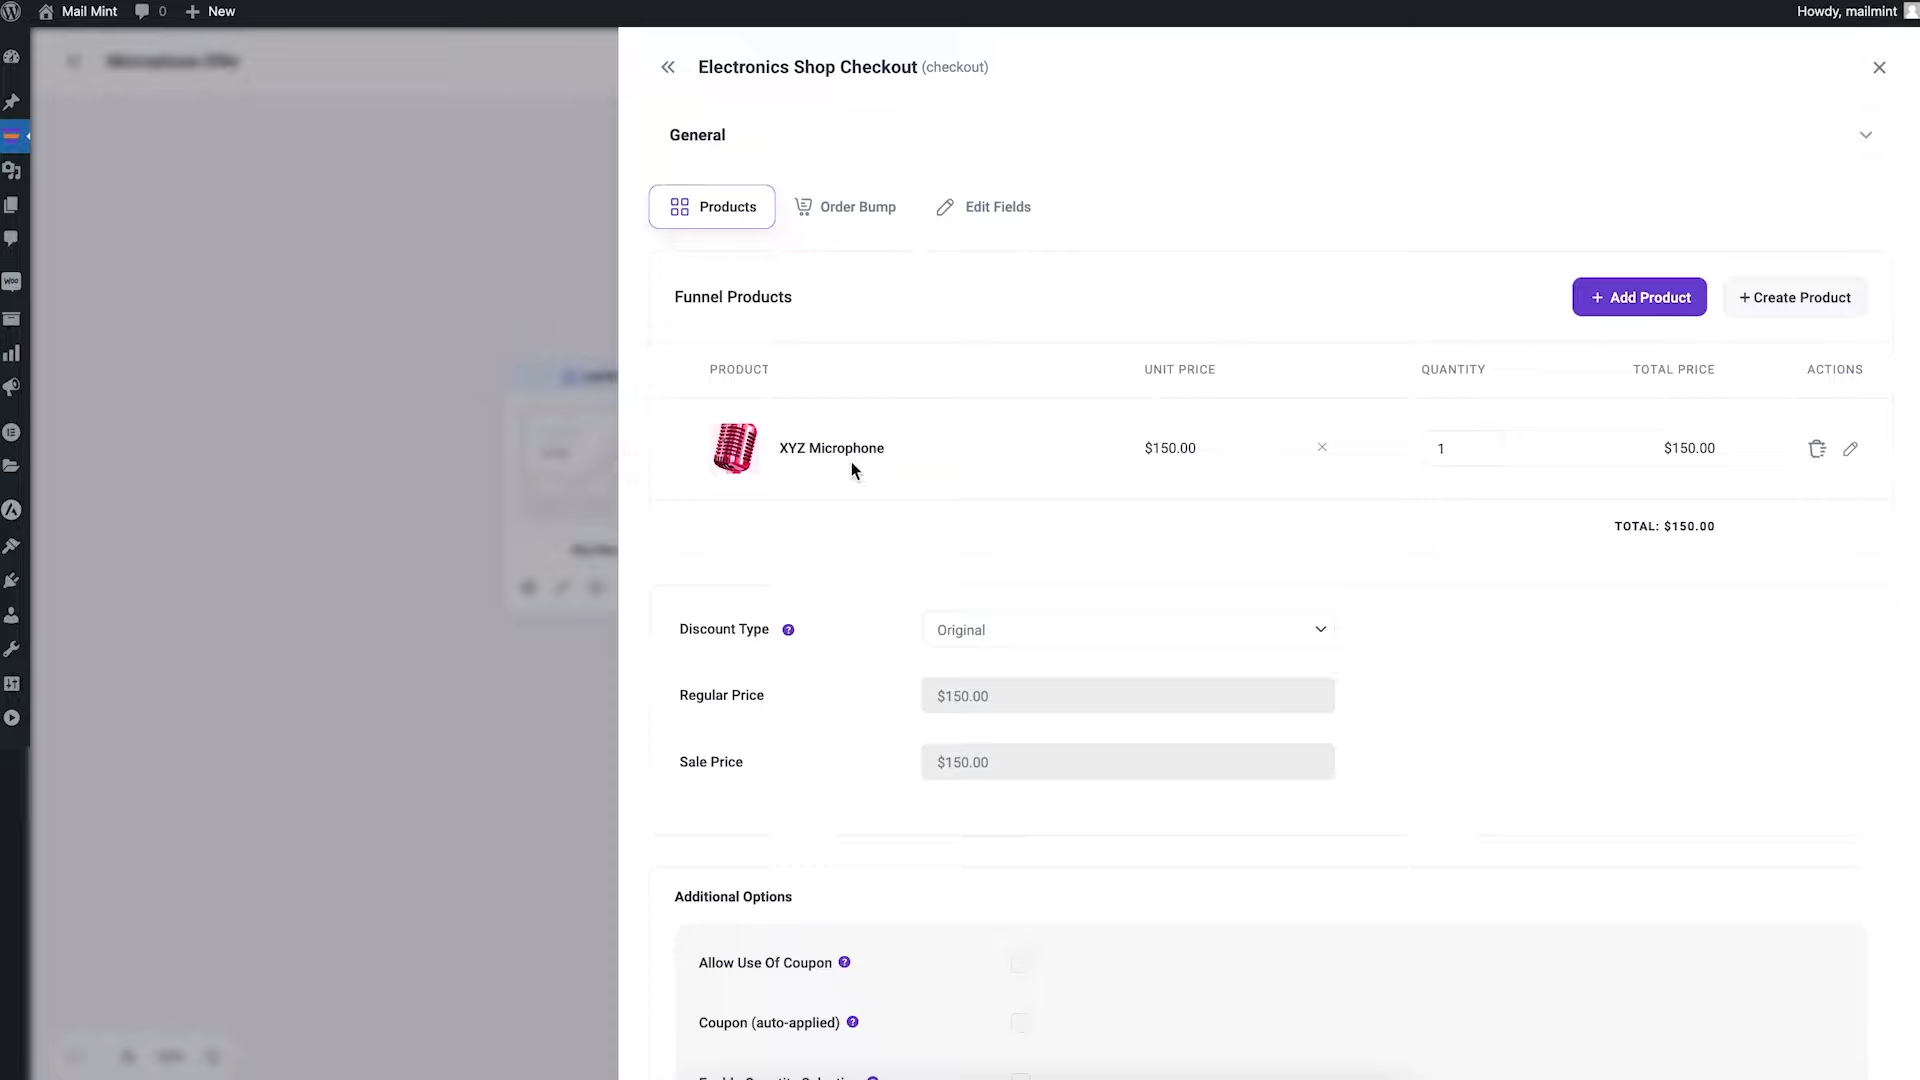 Mail Mint 0 New Howdy, mailmint
Electronics Shop Checkout (checkout)
General
Products Order Bump Edit Fields
Funnel Products + Add Product + Create Product
PRODUCT UNIT PRICE QUANTITY TOTAL PRICE ACTIONS
XYZ Microphone $150.00 × 1 $150.00
TOTAL: $150.00
Discount Type ? Original
Regular Price $150.00
Sale Price $150.00
Additional Options
Allow Use Of Coupon ?
Coupon (auto-applied) ?